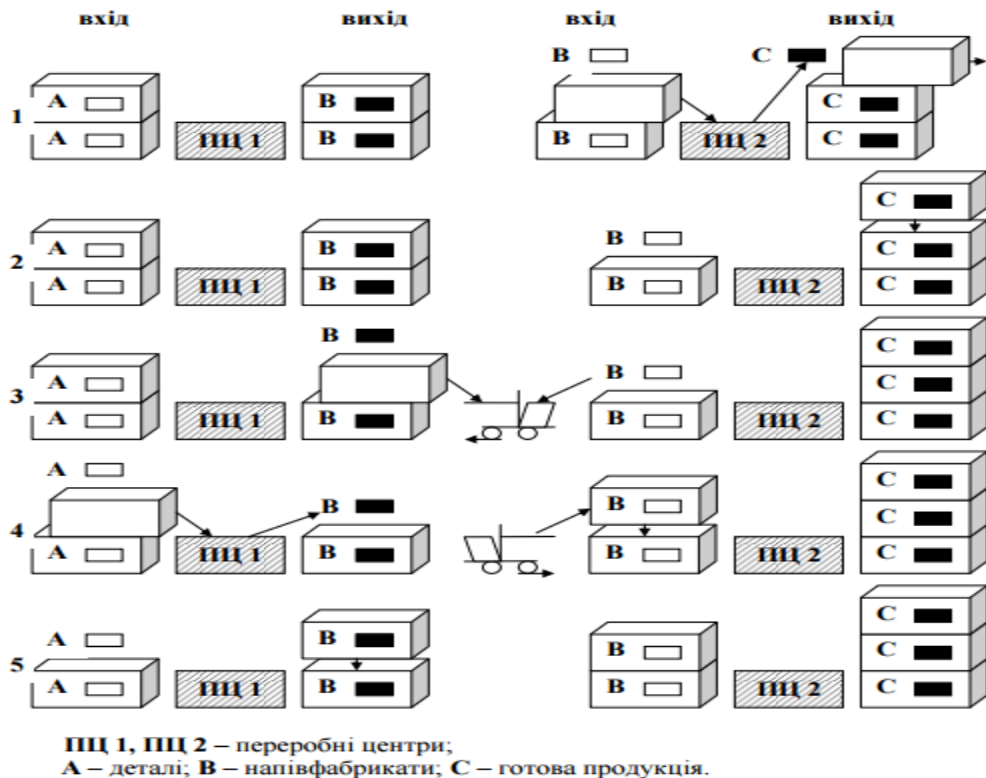 вхід вихід вхід вихід
В С
А В С
1
А ПЦ 1 В В ПЦ 2 С
С
2 А В В С
А ПЦ 1 В В ПЦ 2 С
В С
3 А В С
А ПЦ 1 В В ПЦ 2 С
А С
4 В В С
А ПЦ 1 В В ПЦ 2 С
С
5 А В В С
А ПЦ 1 В В ПЦ 2 С
ПЦ 1, ПЦ 2 – переробні центри;
А – деталі; В – напівфабрикати; С – готова продукція.